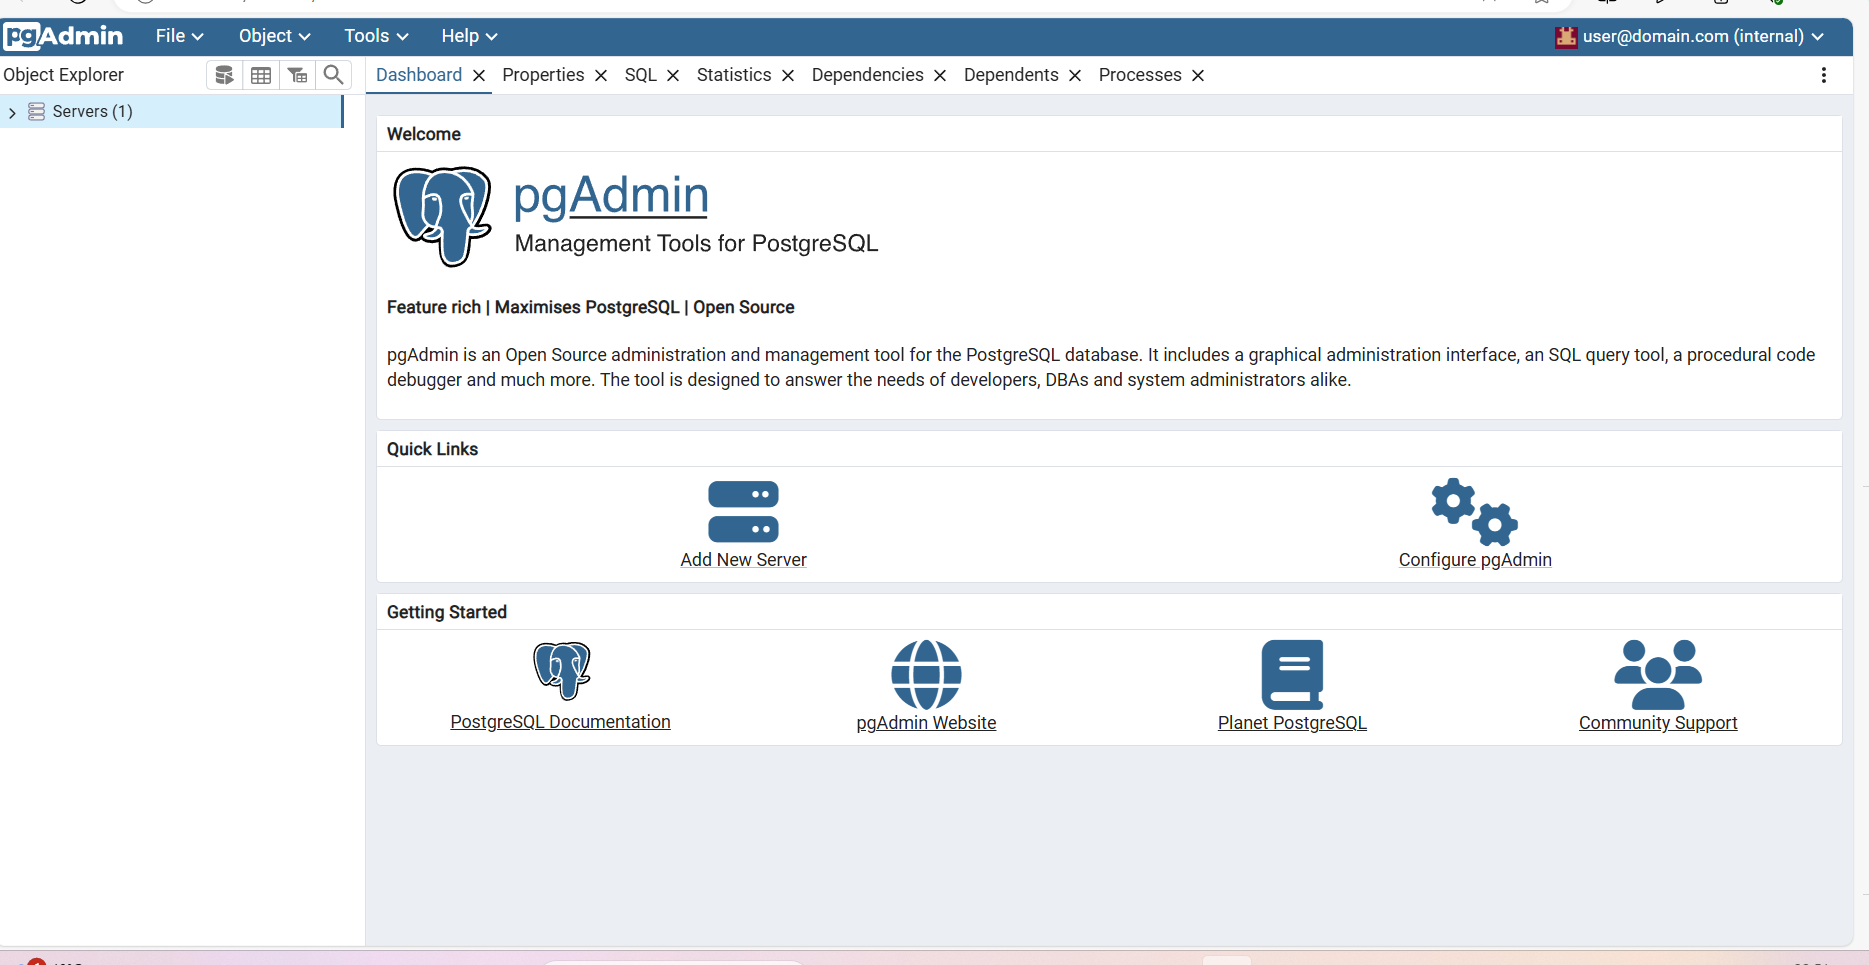 pgAdmin File Object Tools Help user@domain.com (internal)
Object Explorer
Dashboard Properties SQL Statistics Dependencies Dependents Processes
Servers (1)
Welcome
pgAdmin
Management Tools for PostgreSQL
Feature rich | Maximises PostgreSQL | Open Source
pgAdmin is an Open Source administration and management tool for the PostgreSQL database. It includes a graphical administration interface, an SQL query tool, a procedural code
debugger and much more. The tool is designed to answer the needs of developers, DBAs and system administrators alike.
Quick Links
Add New Server
Configure pgAdmin
Getting Started
PostgreSQL Documentation
pgAdmin Website
Planet PostgreSQL
Community Support